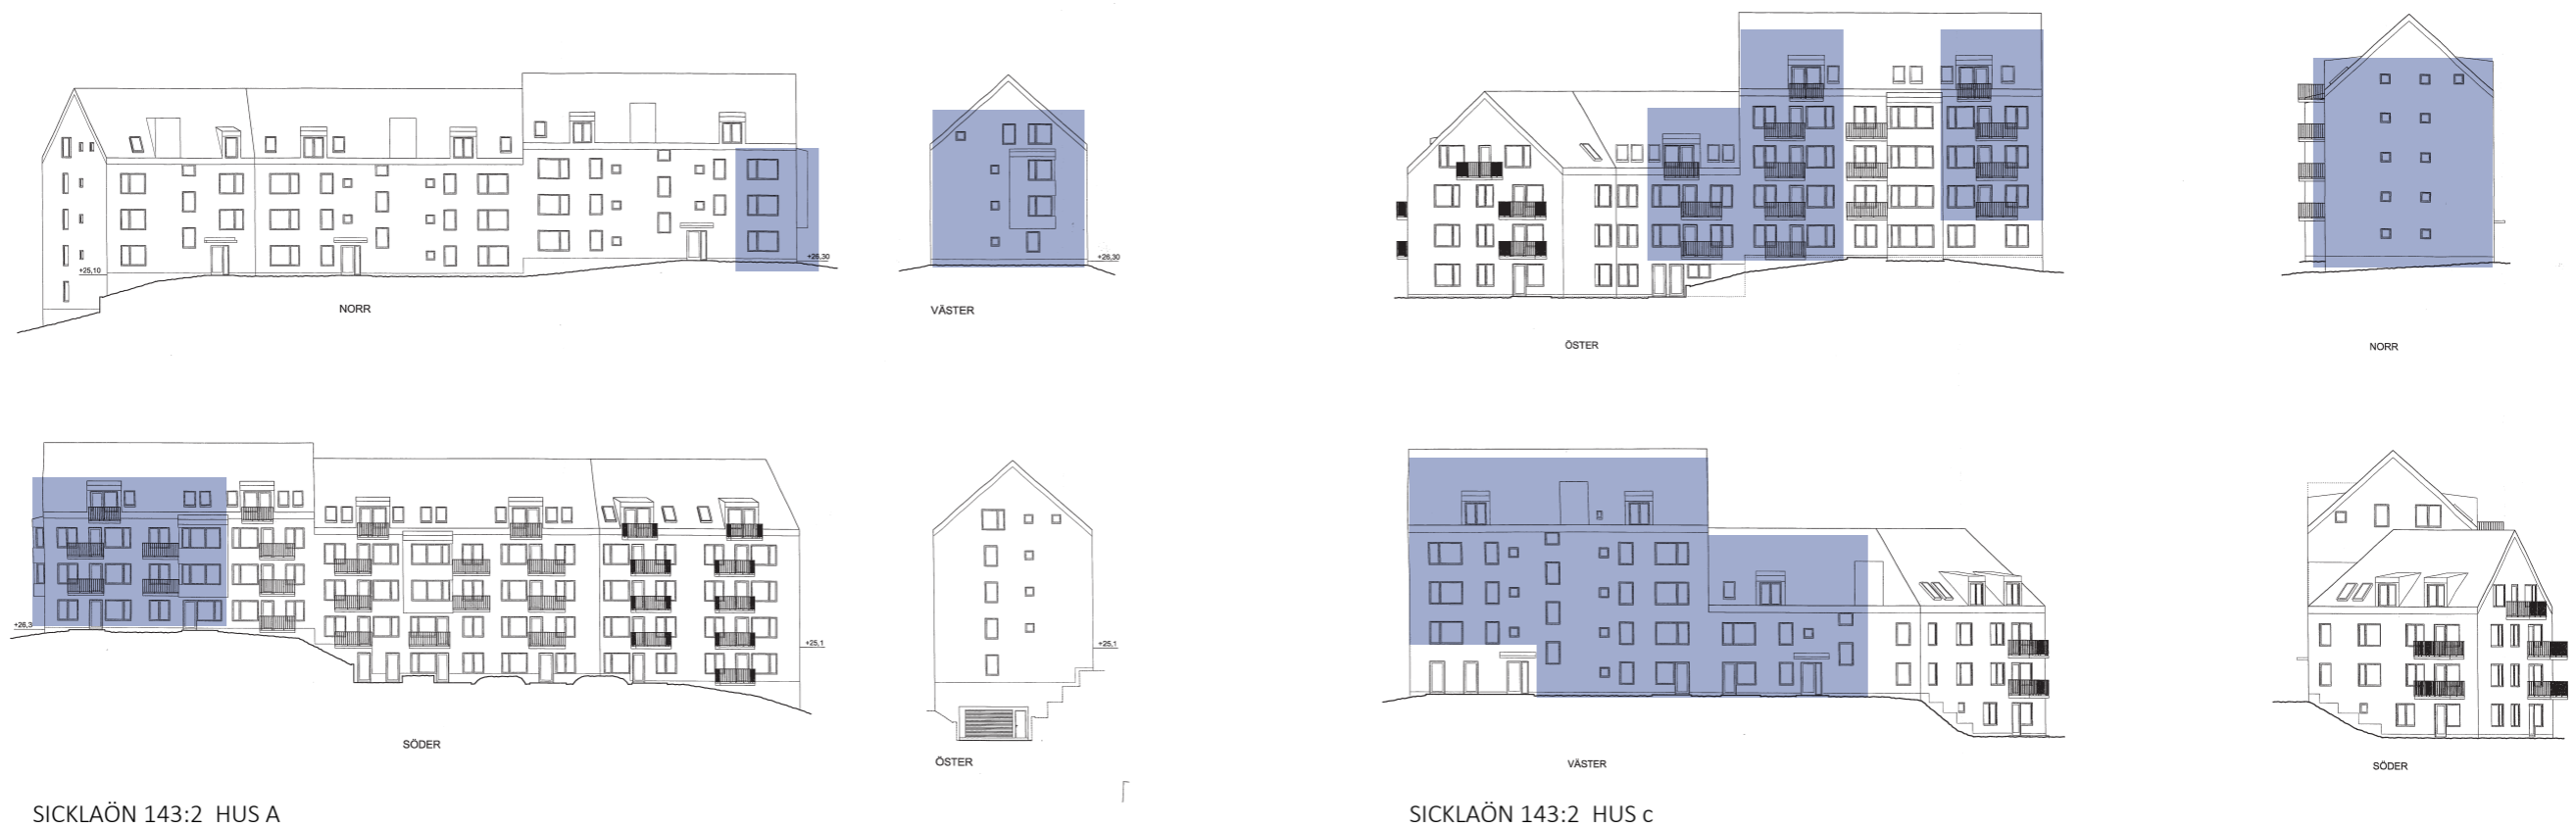 +25,10
+26,30
NORR
+26,30
VÄSTER
ÖSTER
NORR
+26,3
+25,1
SÖDER
+25,1
ÖSTER
VÄSTER
SÖDER
SICKLAÖN 143:2 HUS A
SICKLAÖN 143:2 HUS c